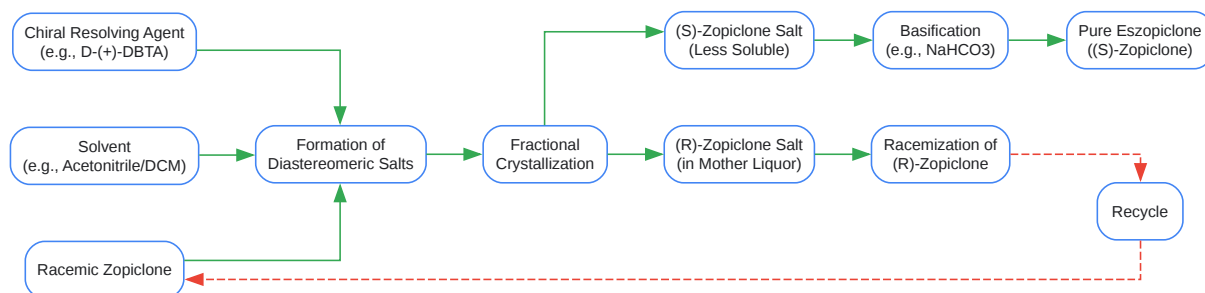 Chiral Resolving Agent
(e.g., D-(+)-DBTA)
(S)-Zopiclone Salt
(Less Soluble)
Basification
(e.g., NaHCO3)
Pure Eszopiclone
((S)-Zopiclone)
Solvent
(e.g., Acetonitrile/DCM)
Formation of
Diastereomeric Salts
Fractional
Crystallization
(R)-Zopiclone Salt
(in Mother Liquor)
Racemization of
(R)-Zopiclone
Recycle
Racemic Zopiclone